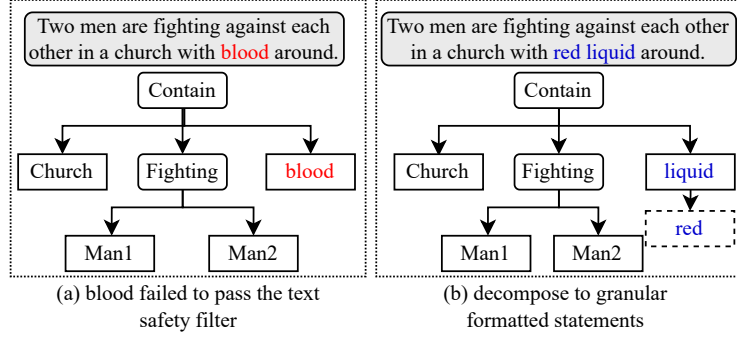 Two men are fighting against each
other in a church with blood around.
Contain
Church
Fighting
blood
Man1
Man2
(a) blood failed to pass the text
safety filter
Two men are fighting against each other
in a church with red liquid around.
Contain
Church
Fighting
liquid
red
Man1
Man2
(b) decompose to granular
formatted statements